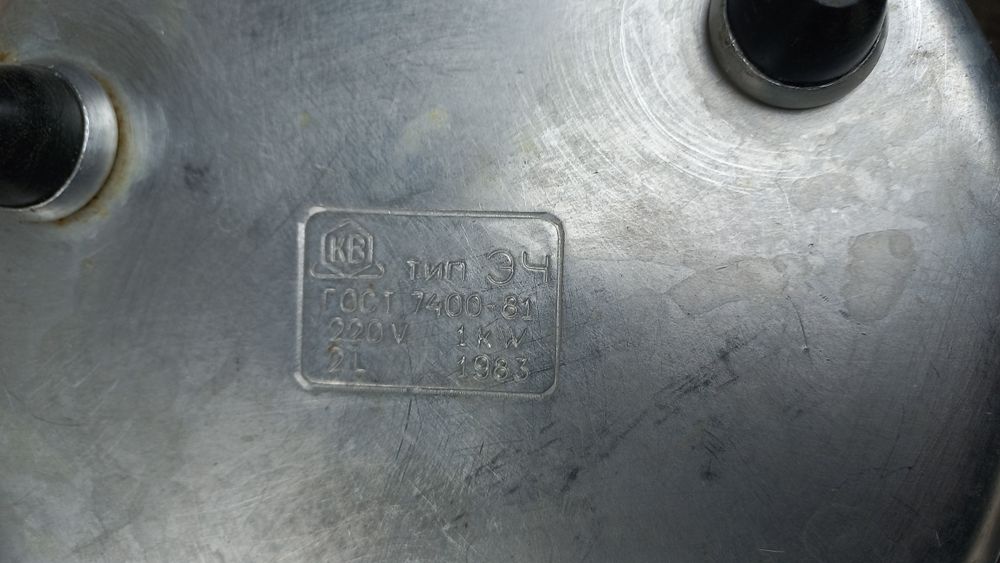 КВ тип ЭЧ
ГОСТ 7400-81
220V 1KW
2L 1983